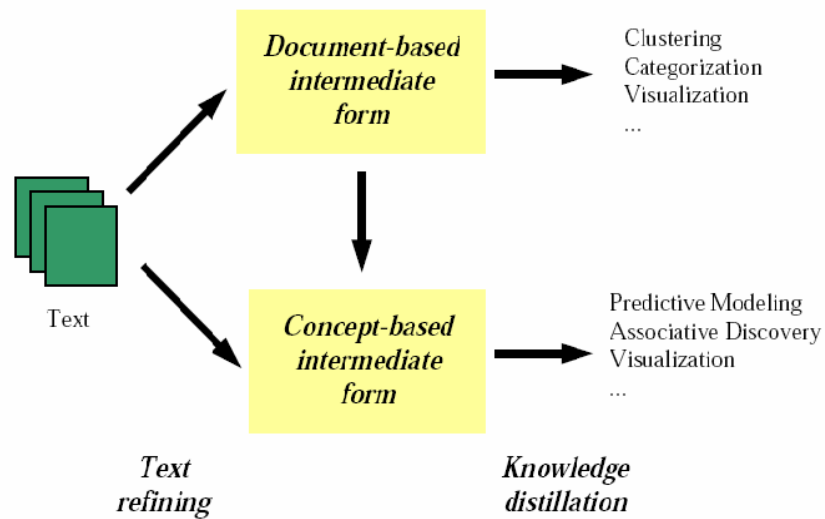 Document-based
intermediate
form
Clustering
Categorization
Visualization
...
Text
Concept-based
intermediate
form
Predictive Modeling
Associative Discovery
Visualization
...
Text
refining
Knowledge
distillation